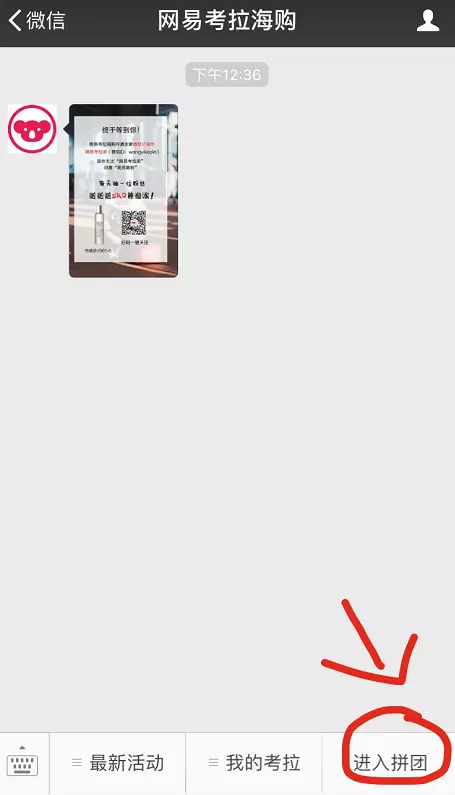 微信
网易考拉海购
下午12:36
终于等到你!
每天抽一位粉丝
扫码一键关注
最新活动
我的考拉
进入拼团